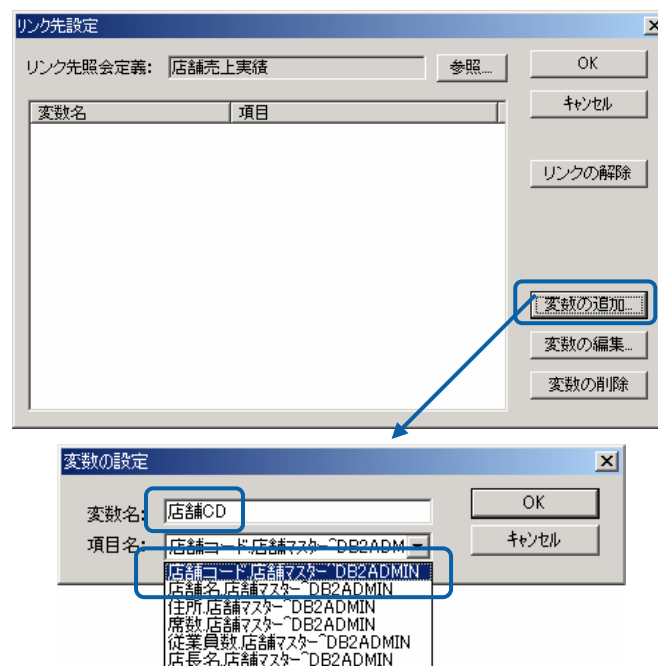 リンク先設定
リンク先照会定義: 店舗売上実績 参照... OK
変数名 項目 キャンセル
リンクの解除
変数の追加...
変数の編集...
変数の削除
変数の設定
変数名: 店舗CD OK
項目名: 店舗コード.店舗マスター^DB2ADM キャンセル
店舗コード.店舗マスター^DB2ADMIN
店舗名.店舗マスター^DB2ADMIN
住所.店舗マスター^DB2ADMIN
席数.店舗マスター^DB2ADMIN
従業員数.店舗マスター^DB2ADMIN
店長名.店舗マスター^DB2ADMIN